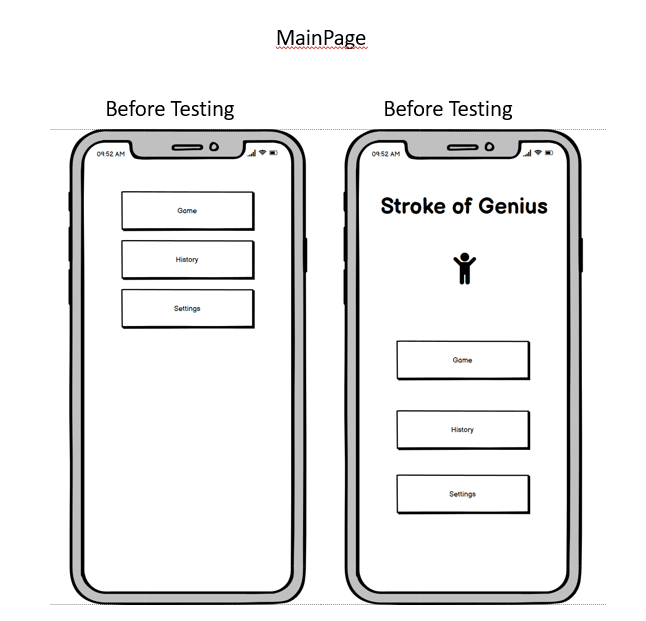 MainPage
Before Testing
Before Testing
09:52 AM
Game
History
Settings
09:52 AM
Stroke of Genius
Game
History
Settings